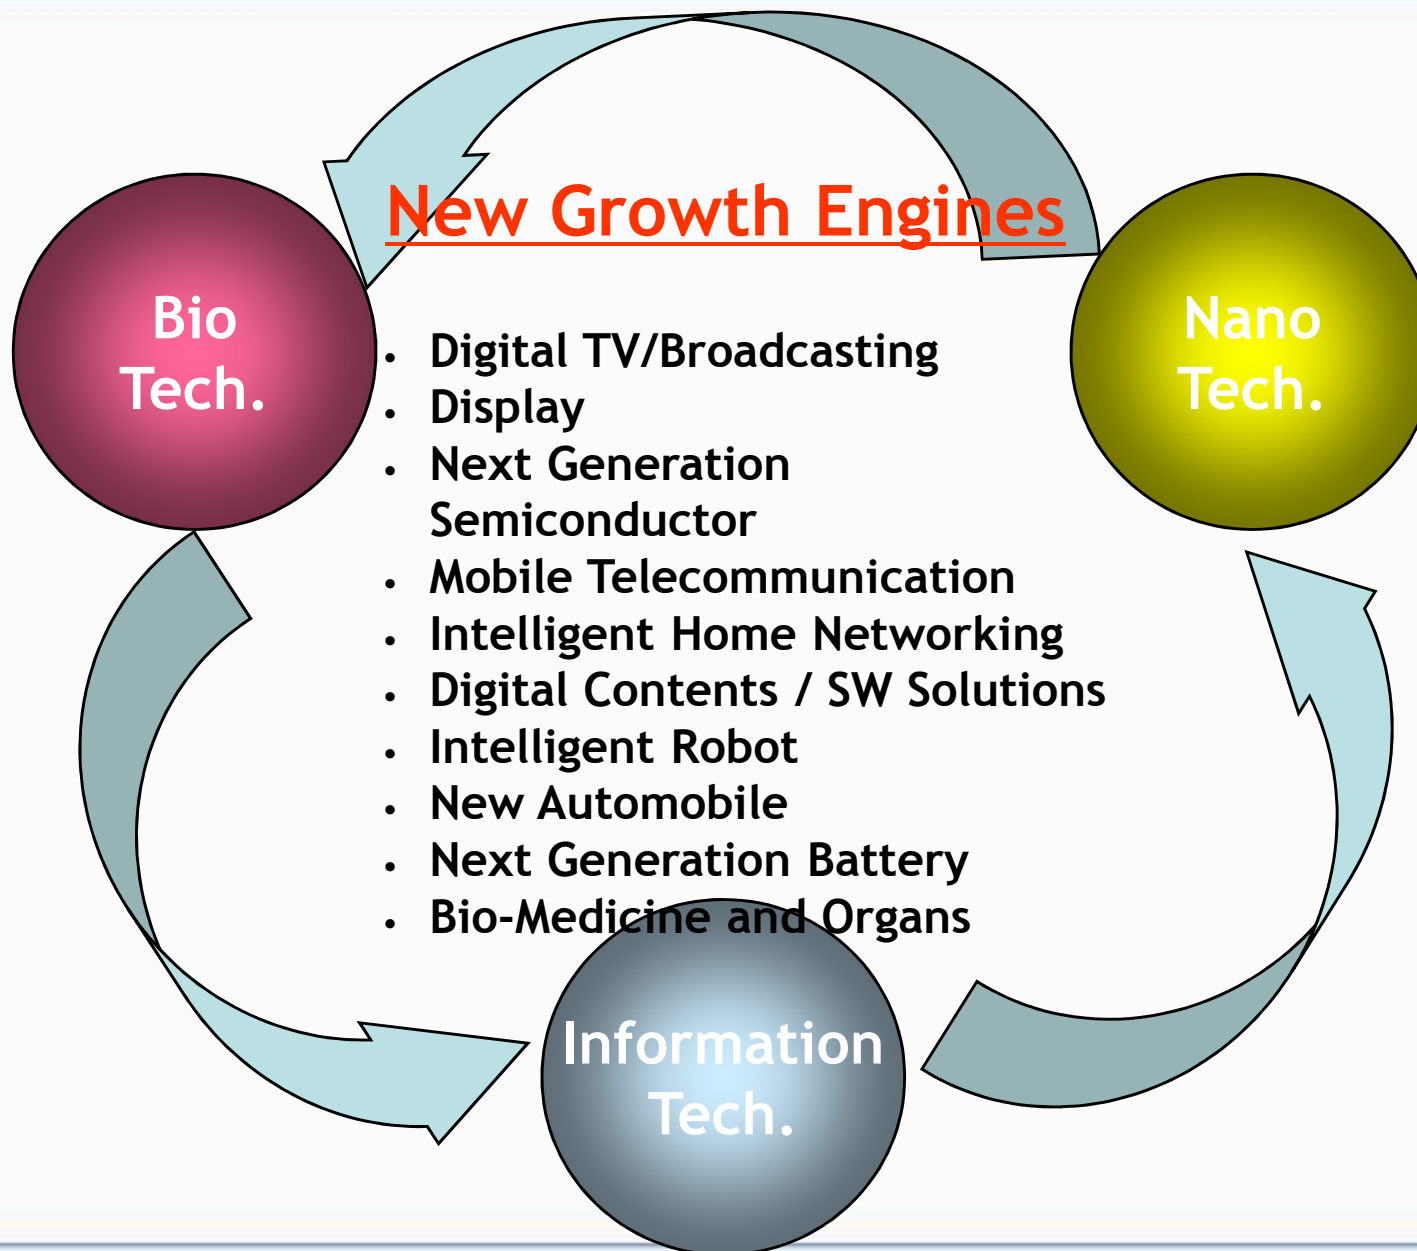 New Growth Engines
Bio
Tech.
Nano
Tech.
• Digital TV/Broadcasting
• Display
• Next Generation
Semiconductor
• Mobile Telecommunication
• Intelligent Home Networking
• Digital Contents / SW Solutions
• Intelligent Robot
• New Automobile
• Next Generation Battery
• Bio-Medicine and Organs
Information
Tech.